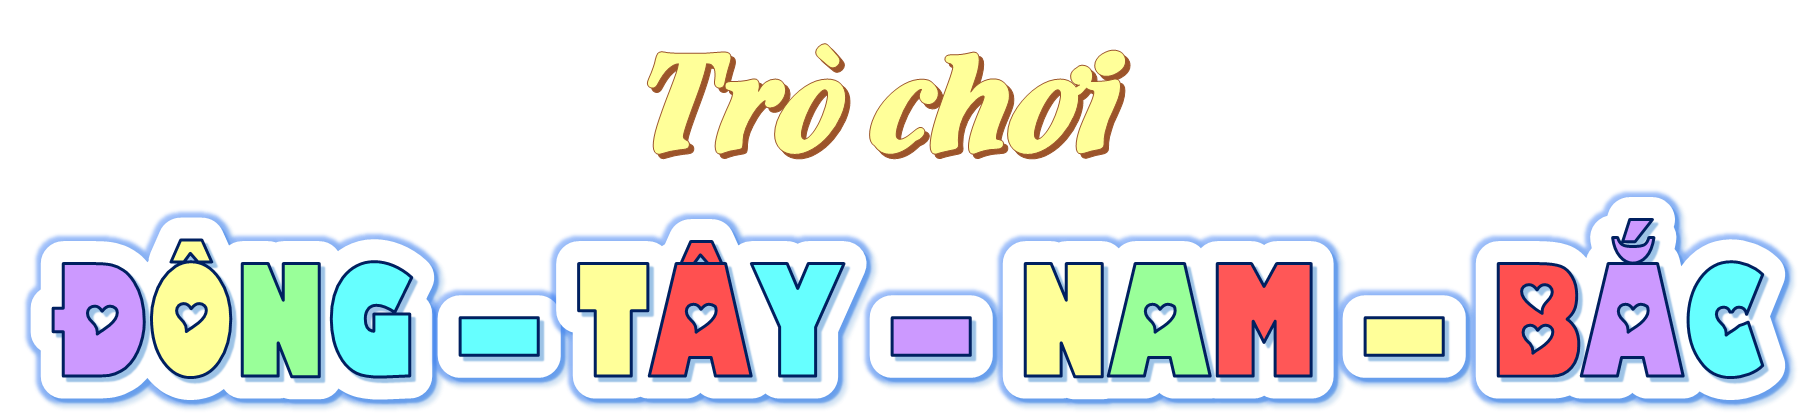 Trò chơi
ĐÔNG - TÂY - NAM - BẮC